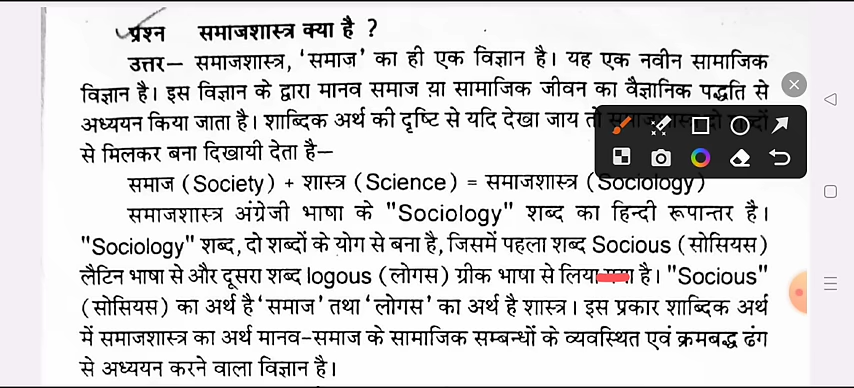 प्रश्न समाजशास्त्र क्या है ?
उत्तर— समाजशास्त्र, 'समाज' का ही एक विज्ञान है। यह एक नवीन सामाजिक
विज्ञान है। इस विज्ञान के द्वारा मानव समाज या सामाजिक जीवन का वैज्ञानिक पद्धति से
अध्ययन किया जाता है। शाब्दिक अर्थ की दृष्टि से यदि देखा जाय
से मिलकर बना दिखायी देता है—
समाज (Society) + शास्त्र (Science) = समाजशास्त्र (Sociology)
समाजशास्त्र अंग्रेजी भाषा के "Sociology" शब्द का हिन्दी रूपान्तर है।
"Sociology" शब्द, दो शब्दों के योग से बना है, जिसमें पहला शब्द Socious (सोसियस)
लैटिन भाषा से और दूसरा शब्द logous (लोगस) ग्रीक भाषा से लिया है। "Socious"
(सोसियस) का अर्थ है 'समाज' तथा 'लोगस' का अर्थ है शास्त्र। इस प्रकार शाब्दिक अर्थ
में समाजशास्त्र का अर्थ मानव-समाज के सामाजिक सम्बन्धों के व्यवस्थित एवं क्रमबद्ध ढंग
से अध्ययन करने वाला विज्ञान है।